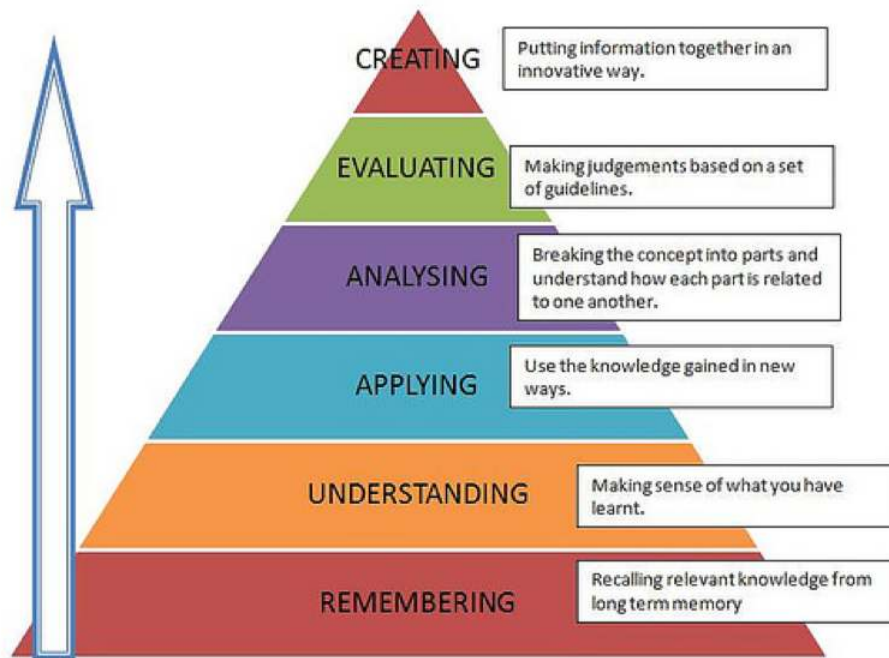 CREATING
Putting information together in an
innovative way.
EVALUATING
Making judgements based on a set
of guidelines.
ANALYSING
Breaking the concept into parts and
understand how each part is related
to one another.
APPLYING
Use the knowledge gained in new
ways.
UNDERSTANDING
Making sense of what you have
learnt.
REMEMBERING
Recalling relevant knowledge from
long term memory